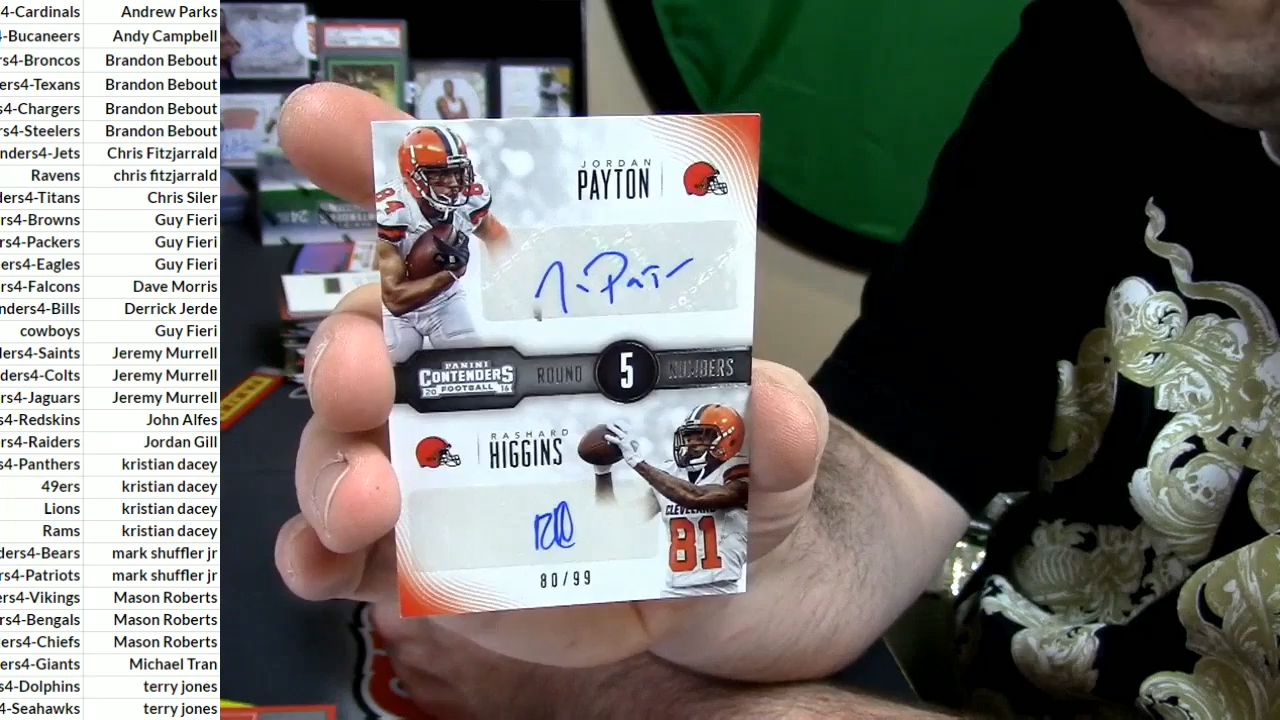 4-Cardinals Andrew Parks
-Bucaneers Andy Campbell
rs4-Broncos Brandon Bebout
ers4-Texans Brandon Bebout
s4-Chargers Brandon Bebout
rs4-Steelers Brandon Bebout
nders4-Jets Chris Fitzjarrald
Ravens chris fitzjarrald
ders4-Titans Chris Siler
rs4-Browns Guy Fieri
rs4-Packers Guy Fieri
ers4-Eagles Guy Fieri
rs4-Falcons Dave Morris
nders4-Bills Derrick Jerde
cowboys Guy Fieri
ders4-Saints Jeremy Murrell
ders4-Colts Jeremy Murrell
rs4-Jaguars Jeremy Murrell
s4-Redskins John Alfes
ers4-Raiders Jordan Gill
s4-Panthers kristian dacey
49ers kristian dacey
Lions kristian dacey
Rams kristian dacey
ders4-Bears mark shuffler jr
rs4-Patriots mark shuffler jr
ers4-Vikings Mason Roberts
rs4-Bengals Mason Roberts
ders4-Chiefs Mason Roberts
ers4-Giants Michael Tran
s4-Dolphins terry jones
4-Seahawks terry jones
JORDAN
PAYTON
84
PANINI
CONTENDERS
FOOTBALL
20 16
ROUND 5 NUMBERS
RASHARD
HIGGINS
CLEVELAND
81
80/99